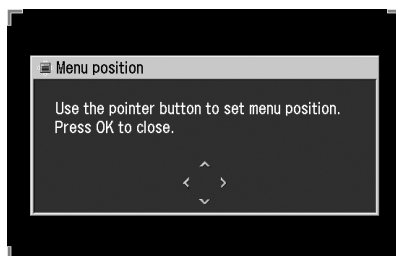 Menu position
Use the pointer button to set menu position.
Press OK to close.